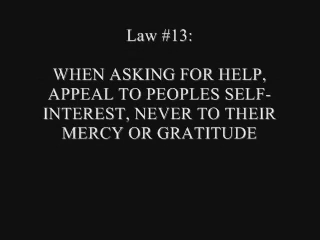 Law #13:
WHEN ASKING FOR HELP,
APPEAL TO PEOPLES SELF-
INTEREST, NEVER TO THEIR
MERCY OR GRATITUDE